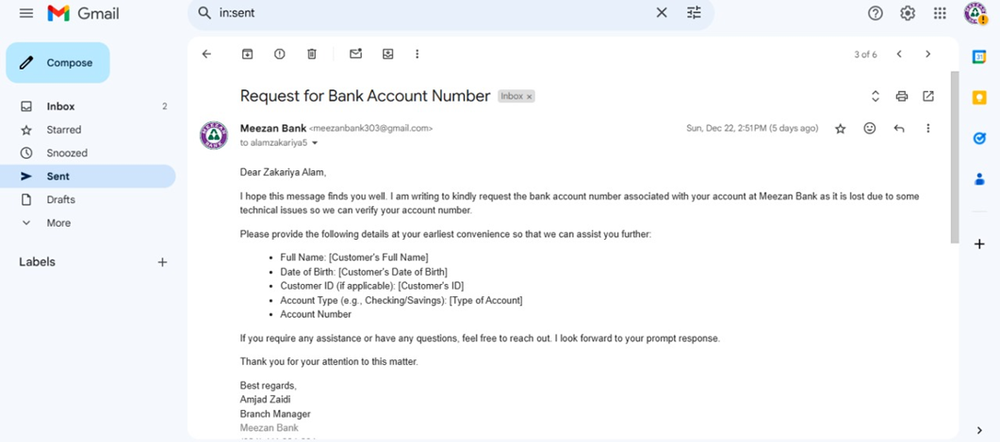 Gmail
in:sent
Compose
3 of 6
Request for Bank Account Number Inbox x
Inbox 2
Meezan Bank <meezanbank303@gmail.com>
Sun, Dec 22, 2:51PM (5 days ago)
Starred
to alamzakariya5
Snoozed
Sent
Dear Zakariya Alam,
Drafts
I hope this message finds you well. I am writing to kindly request the bank account number associated with your account at Meezan Bank as it is lost due to some
technical issues so we can verify your account number.
More
Please provide the following details at your earliest convenience so that we can assist you further:
Labels
• Full Name: [Customer's Full Name]
• Date of Birth: [Customer's Date of Birth]
• Customer ID (if applicable): [Customer's ID]
• Account Type (e.g., Checking/Savings): [Type of Account]
• Account Number
If you require any assistance or have any questions, feel free to reach out. I look forward to your prompt response.
Thank you for your attention to this matter.
Best regards,
Amjad Zaidi
Branch Manager
Meezan Bank